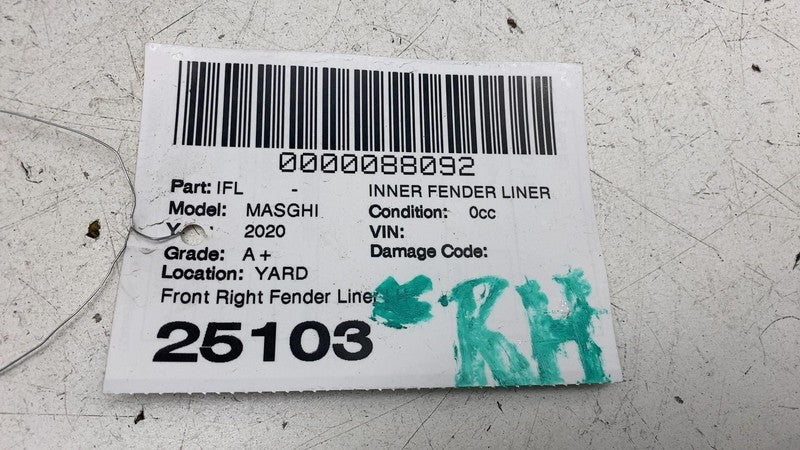 0000088092
Part: IFL - INNER FENDER LINER
Model: MASGHI Condition: 0cc
2020 VIN:
Grade: A+ Damage Code:
Location: YARD
Front Right Fender Liner
25103 RH